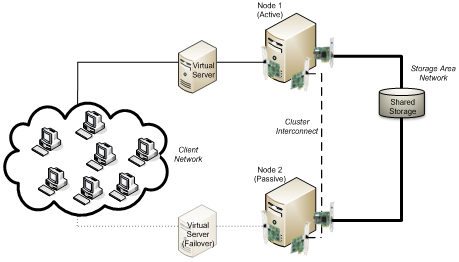 Node 1
(Active)
Virtual
Server
Storage Area
Network
Shared
Storage
Cluster
Interconnect
Client
Network
Node 2
(Passive)
Virtual
Server
(Failover)